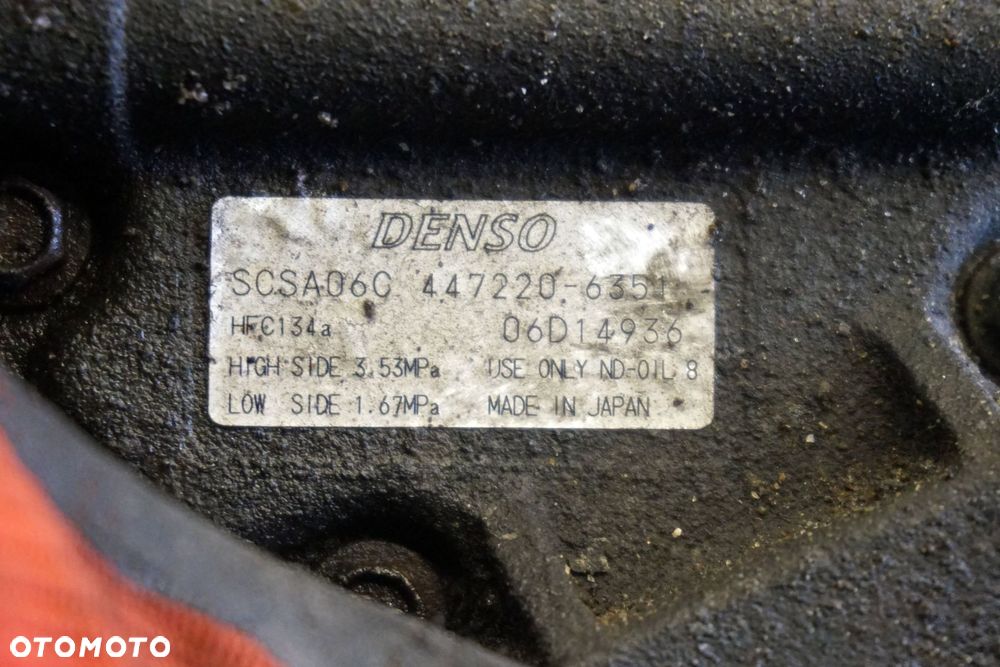 DENSO
SCSA06C 447220-6351
HFC134a 06D14936
HIGH SIDE 3.53MPa USE ONLY ND-OIL 8
LOW SIDE 1.67MPa MADE IN JAPAN
OTOMOTO